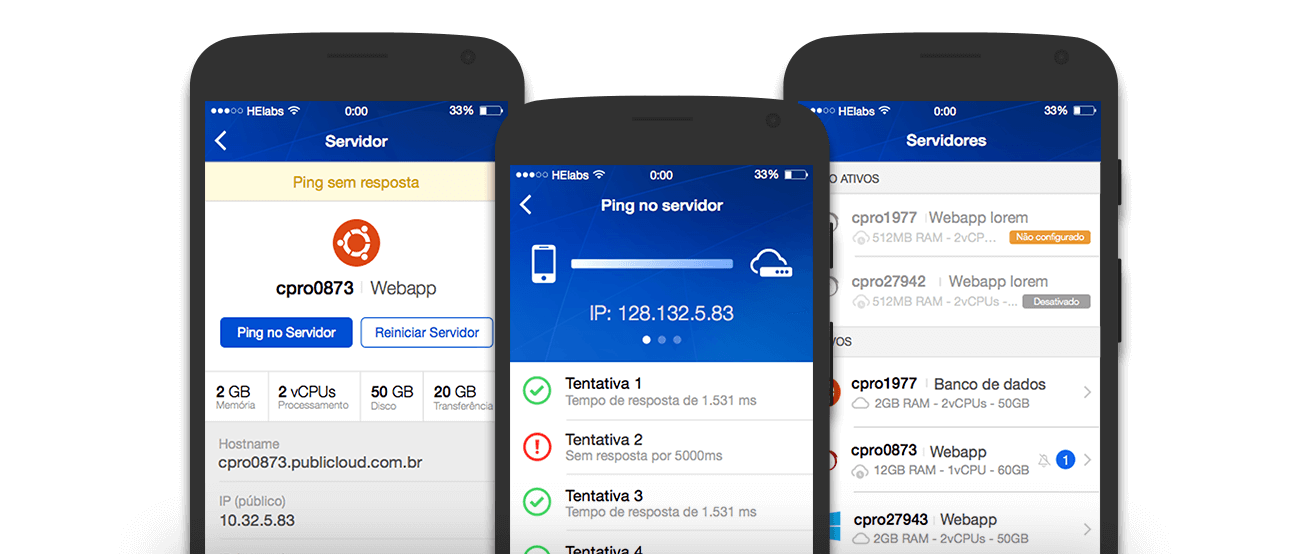 HElabs 0:00 33%
Servidor
Ping sem resposta
cpro0873 Webapp
Ping no Servidor Reiniciar Servidor
2 GB 2 vCPUs 50 GB 20 GB
Memória Processamento Disco Transferência
Hostname
cpro0873.publicloud.com.br
IP (público)
10.32.5.83
HElabs 0:00 33%
Ping no servidor
IP: 128.132.5.83
Tentativa 1
Tempo de resposta de 1.531 ms
Tentativa 2
Sem resposta por 5000ms
Tentativa 3
Tempo de resposta de 1.531 ms
Tentativa 4
HElabs 0:00 33%
Servidores
O ATIVOS
cpro1977 Webapp lorem
512MB RAM - 2vCP... Não configurado
cpro27942 Webapp lorem
512MB RAM - 2vCPUs -... Desativado
VOS
cpro1977 Banco de dados
2GB RAM - 2vCPUs - 50GB
cpro0873 Webapp
12GB RAM - 1vCPU - 60GB 1
cpro27943 Webapp
2GB RAM - 2vCPUs - 50GB